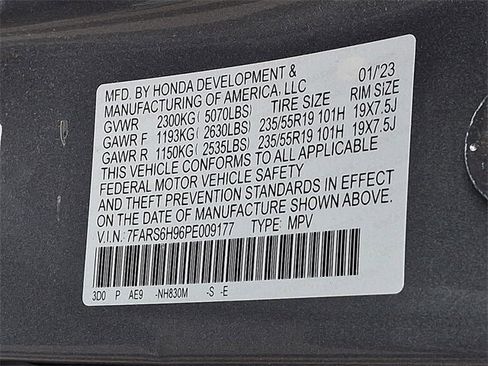 MFD. BY HONDA DEVELOPMENT & 01/'23
MANUFACTURING OF AMERICA, LLC
GVWR 2300KG( 5070LBS) TIRE SIZE RIM SIZE
GAWR F 1193KG( 2630LBS) 235/55R19 101H 19X7.5J
GAWR R 1150KG( 2535LBS) 235/55R19 101H 19X7.5J
THIS VEHICLE CONFORMS TO ALL APPLICABLE
FEDERAL MOTOR VEHICLE SAFETY
AND THEFT PREVENTION STANDARDS IN EFFECT
ON THE DATE OF MANUFACTURE SHOWN ABOVE.
V.I.N.: 7FARS6H96PE009177 TYPE: MPV
3D0 P AE9 -NH830M -S -E